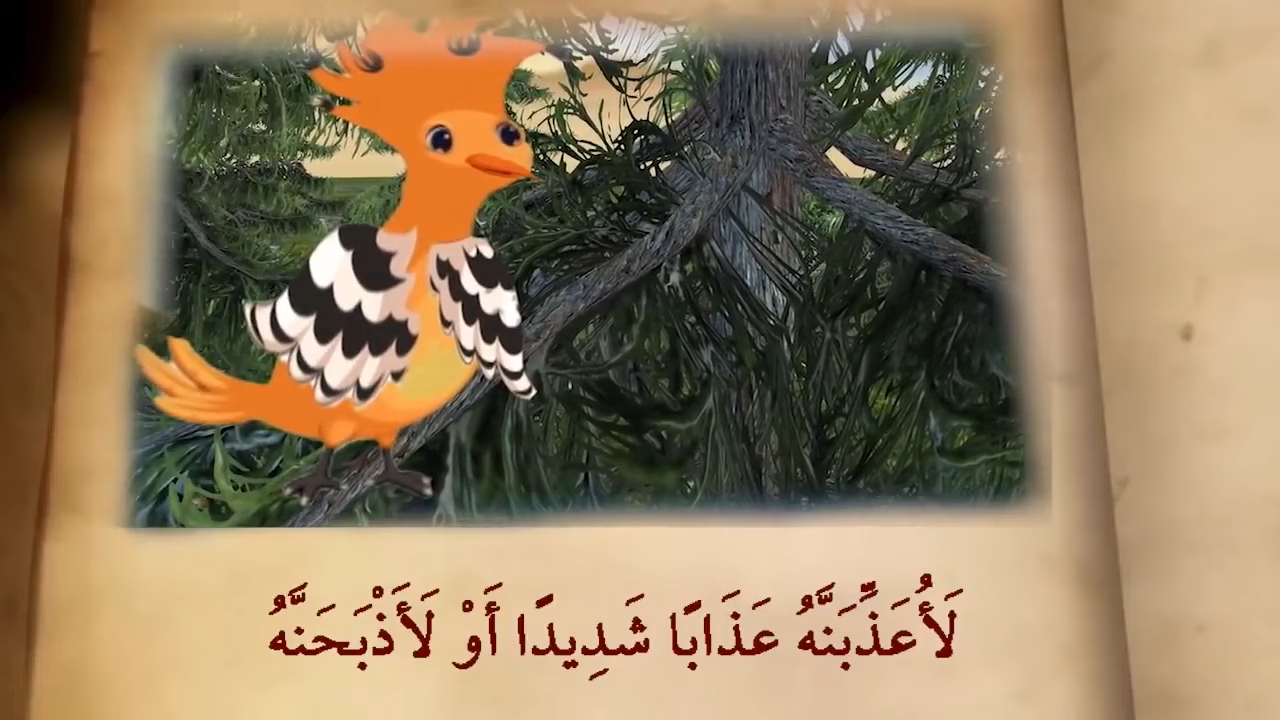 لَأُعَذِّبَنَّهُ عَذَابًا شَدِيدًا أَوْ لَأَذْبَحَنَّهُ